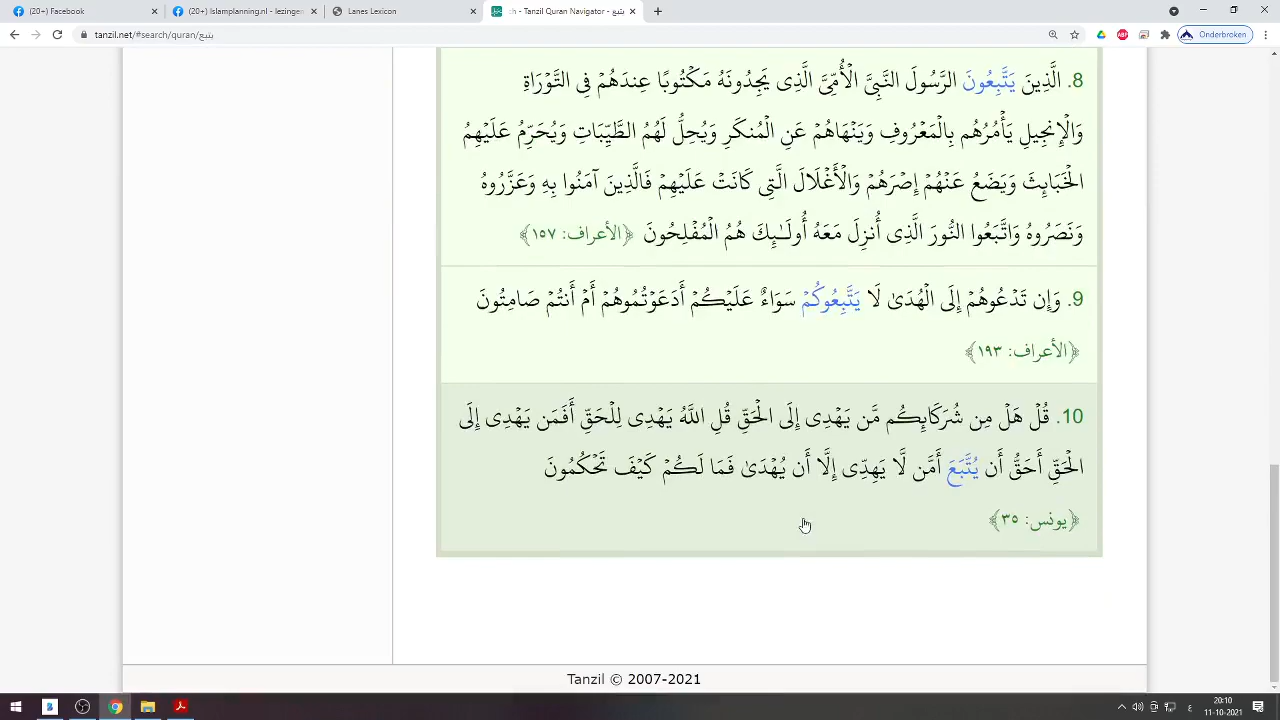 (20+) Facebook
(20+) Islamplanning.nl - lezinge
Lanes Lexicon
يتبع - Tanzil Quran Navigator - ch
tanzil.net/#search/quran/يتبع
Onderbroken
8. الَّذِينَ يَتَّبِعُونَ الرَّسُولَ النَّبِىَّ الْأُمِّىَّ الَّذِى يَجِدُونَهُ مَكْتُوبًا عِندَهُمْ فِى التَّوْرَاةِ
وَالْإِنجِيلِ يَأْمُرُهُم بِالْمَعْرُوفِ وَيَنْهَاهُمْ عَنِ الْمُنكَرِ وَيُحِلُّ لَهُمُ الطَّيِّبَاتِ وَيُحَرِّمُ عَلَيْهِمُ
الْخَبَائِثَ وَيَضَعُ عَنْهُمْ إِصْرَهُمْ وَالْأَغْلَالَ الَّتِى كَانَتْ عَلَيْهِمْ فَالَّذِينَ آمَنُوا بِهِ وَعَزَّرُوهُ
وَنَصَرُوهُ وَاتَّبَعُوا النُّورَ الَّذِى أُنزِلَ مَعَهُ أُولَـٰئِكَ هُمُ الْمُفْلِحُونَ ﴿الأعراف: ١٥٧﴾
9. وَإِن تَدْعُوهُمْ إِلَى الْهُدَىٰ لَا يَتَّبِعُوكُمْ سَوَاءٌ عَلَيْكُمْ أَدَعَوْتُمُوهُمْ أَمْ أَنتُمْ صَامِتُونَ
﴿الأعراف: ١٩٣﴾
10. قُلْ هَلْ مِن شُرَكَائِكُم مَّن يَهْدِى إِلَى الْحَقِّ قُلِ اللَّهُ يَهْدِى لِلْحَقِّ أَفَمَن يَهْدِى إِلَى
الْحَقِّ أَحَقُّ أَن يُتَّبَعَ أَمَّن لَّا يَهِدِّى إِلَّا أَن يُهْدَىٰ فَمَا لَكُمْ كَيْفَ تَحْكُمُونَ
﴿يونس: ٣٥﴾
Tanzil © 2007-2021
20:10
11-10-2021